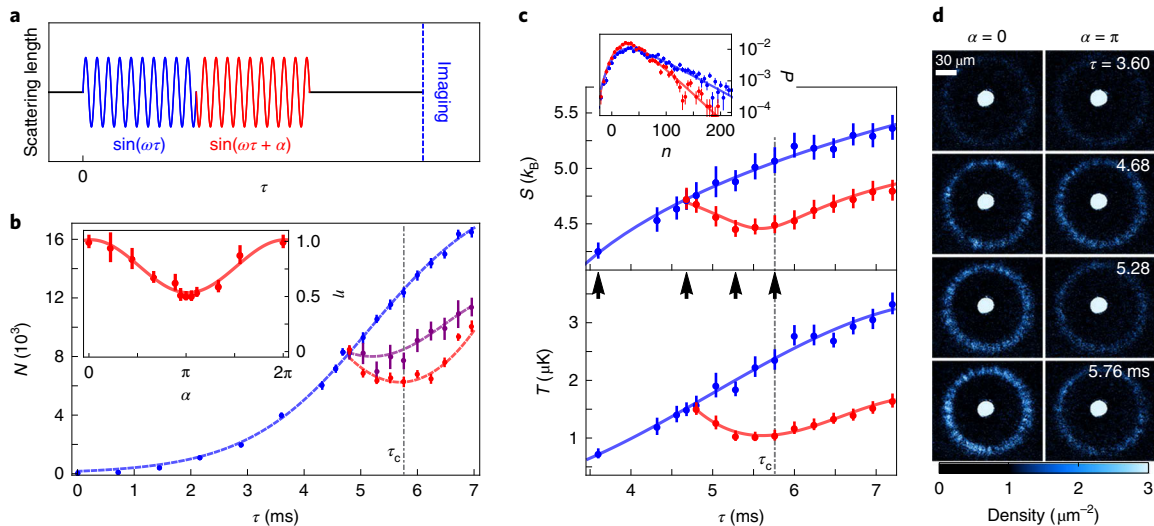 a
Scattering length
sin(ωτ)
sin(ωτ + α)
Imaging
0
τ
b
N (10³)
16
12
8
4
0
0 1 2 3 4 5 6 7
τ (ms)
1.0
0.5
0
η
0 π 2π
α
τc
c
S (kB)
5.5
5.0
4.5
10⁻²
10⁻³
10⁻⁴
P
0 100 200
n
T (μK)
3
2
1
τc
4 5 6 7
τ (ms)
d
α = 0
α = π
30 μm
τ = 3.60
4.68
5.28
5.76 ms
0 1 2 3
Density (μm⁻²)